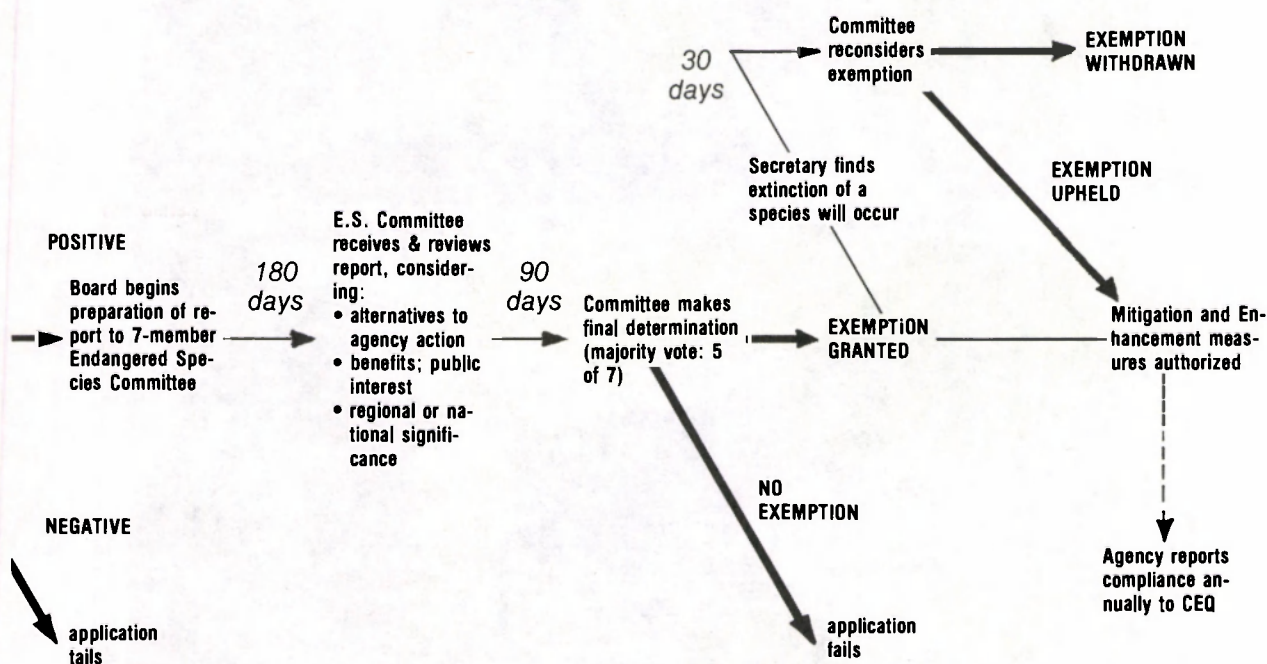 POSITIVE
Board begins
preparation of re-
port to 7-member
Endangered Spe-
cies Committee
180
days
E.S. Committee
receives & reviews
report, consider-
ing:
• alternatives to
agency action
• benefits; public
interest
• regional or na-
tional signifi-
cance
90
days
Committee makes
final determination
(majority vote: 5
of 7)
EXEMPTION
GRANTED
Secretary finds
extinction of a
species will occur
30
days
Committee
reconsiders
exemption
EXEMPTION
WITHDRAWN
EXEMPTION
UPHELD
Mitigation and En-
hancement meas-
ures authorized
Agency reports
compliance an-
nually to CEQ
NO
EXEMPTION
application
fails
NEGATIVE
application
tails